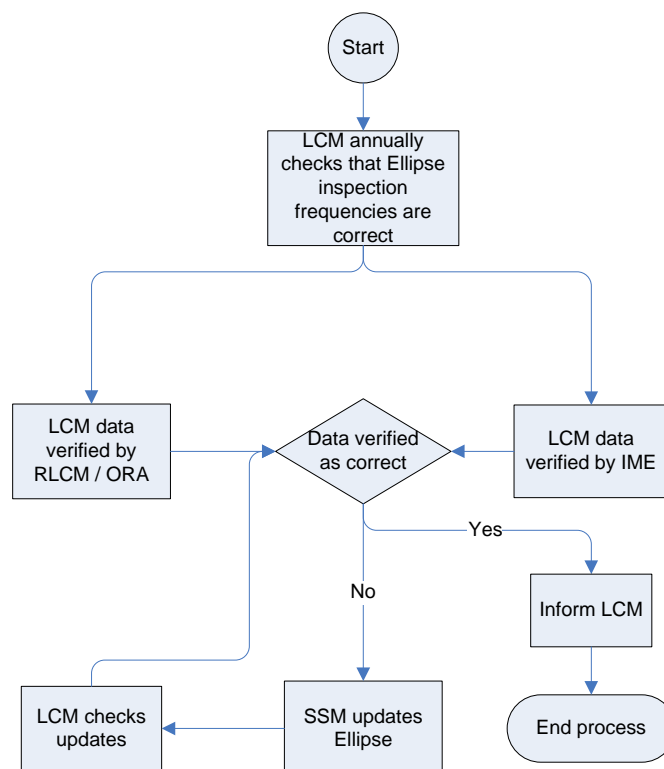 Start
LCM annually
checks that Ellipse
inspection
frequencies are
correct
LCM data
verified by
RLCM / ORA
Data verified
as correct
LCM data
verified by IME
Yes
No
Inform LCM
LCM checks
updates
SSM updates
Ellipse
End process